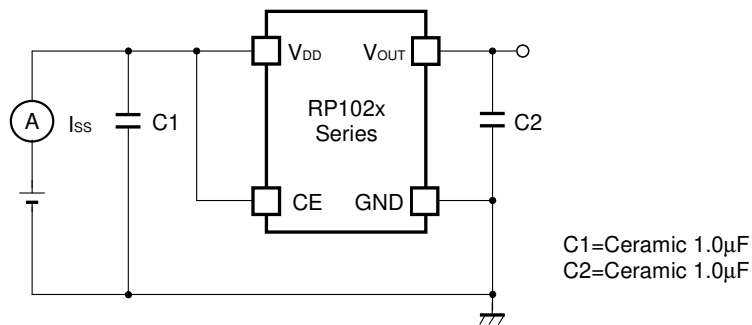 VDD
VOUT
A
ISS
C1
RP102x
Series
C2
CE
GND
C1=Ceramic 1.0μF
C2=Ceramic 1.0μF